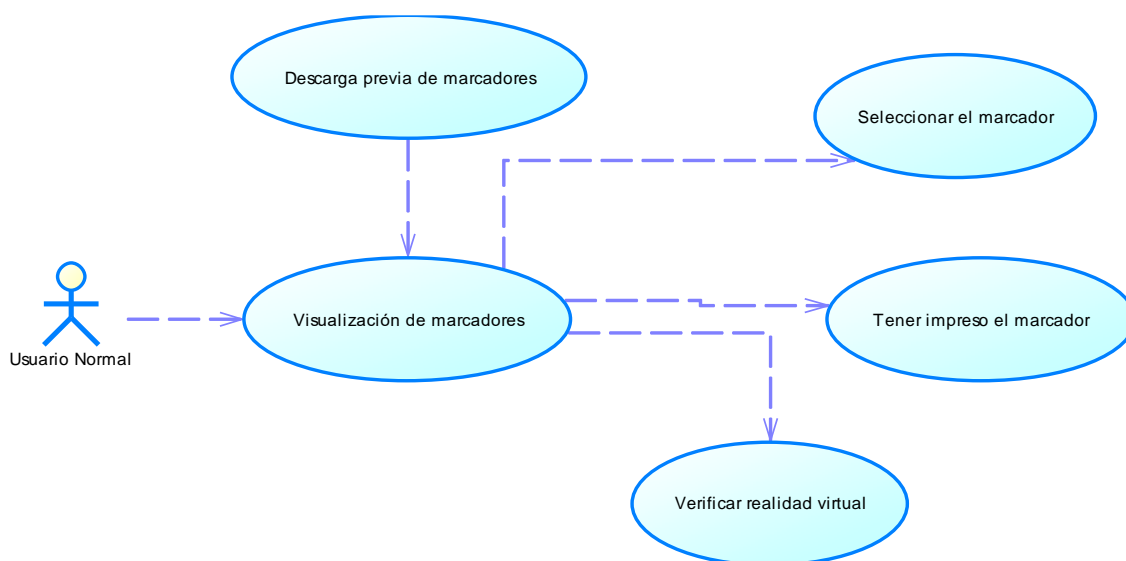 Descarga previa de marcadores
Seleccionar el marcador
Visualización de marcadores
Tener impreso el marcador
Usuario Normal
Verificar realidad virtual